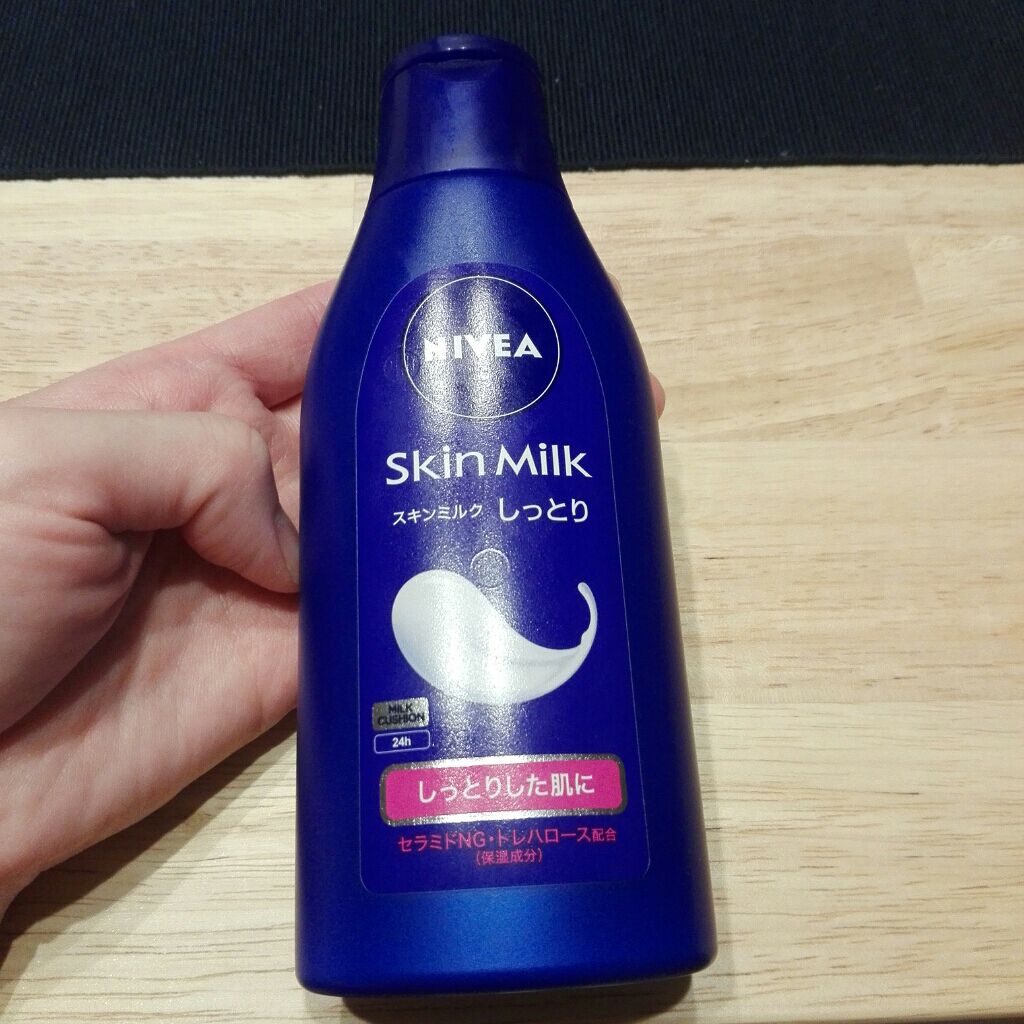 NIVEA
Skin Milk
スキンミルク しっとり
MILK
CUSHION
24h
しっとりした肌に
セラミドNG・トレハロース配合
(保湿成分)